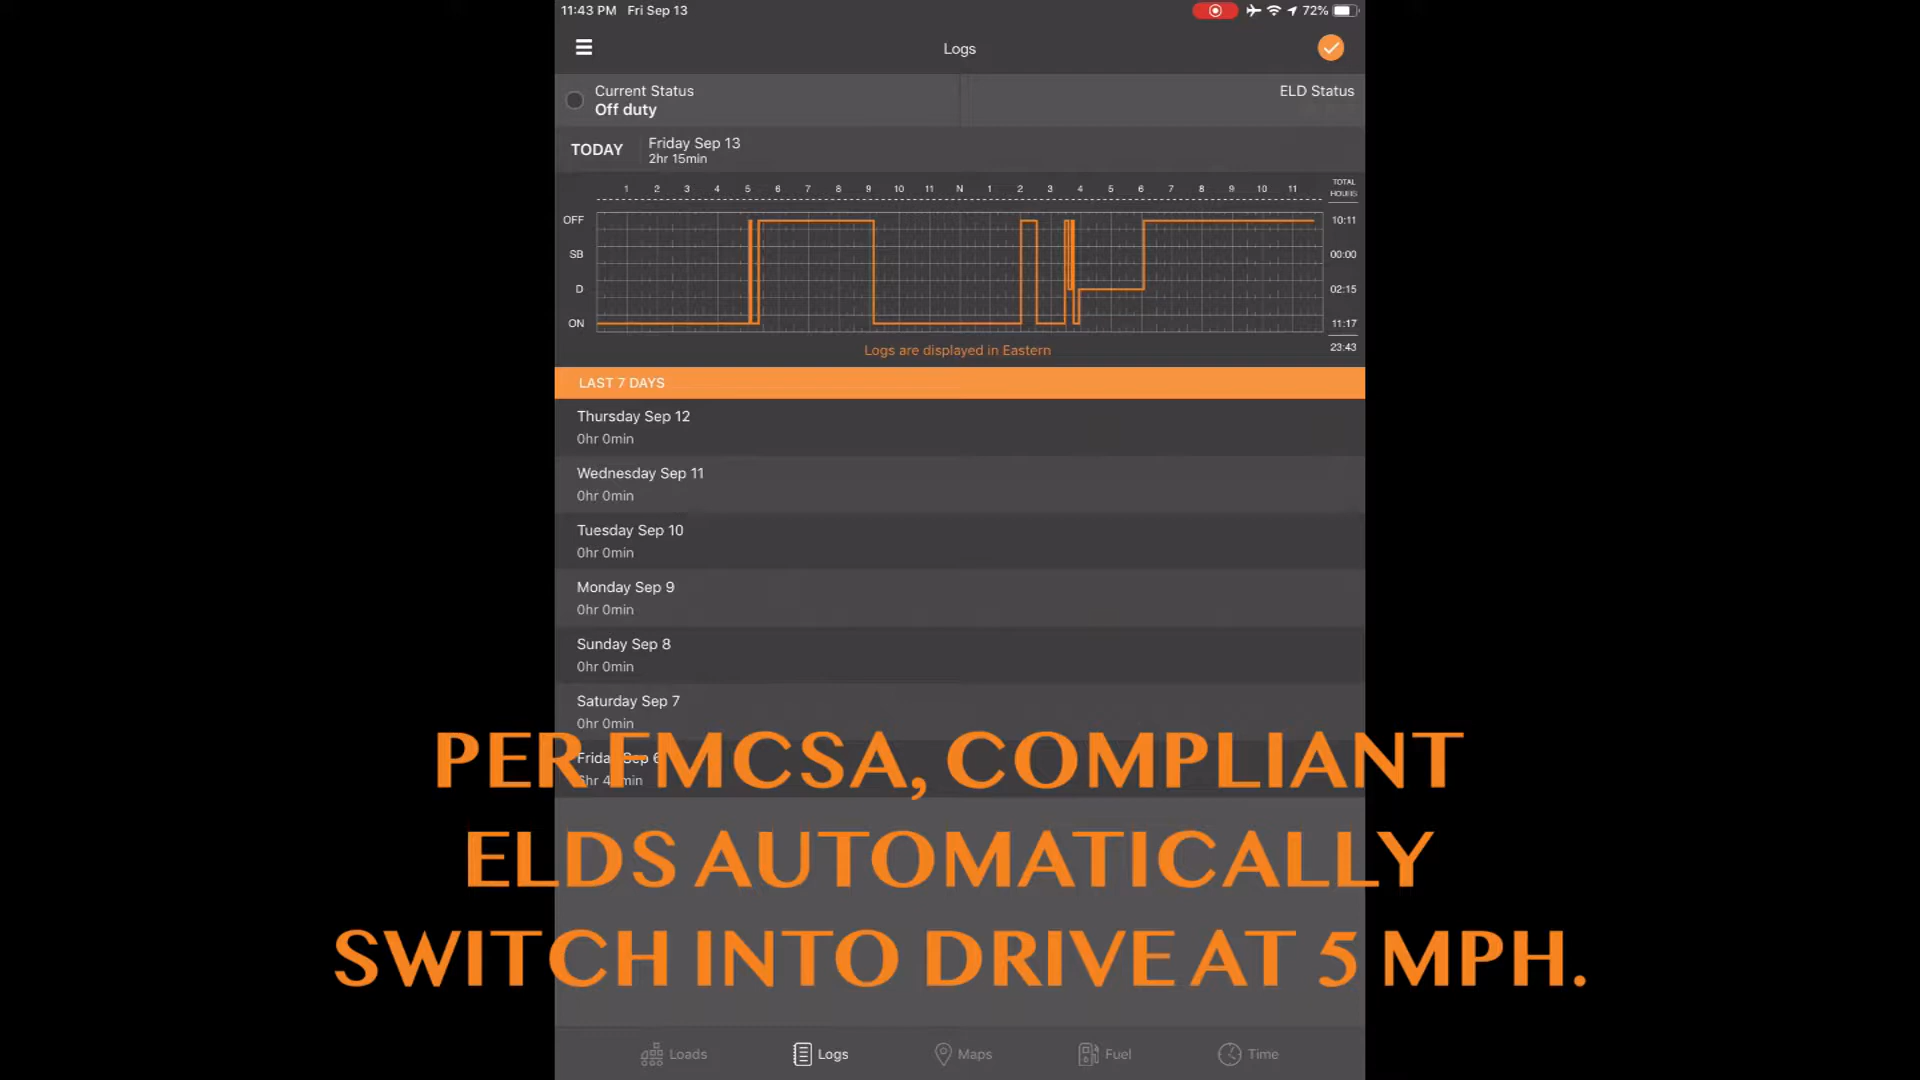 11:43 PM Fri Sep 13 72%
Logs
Current Status ELD Status
Off duty
TODAY Friday Sep 13
2hr 15min
1 2 3 4 5 6 7 8 9 10 11 N 1 2 3 4 5 6 7 8 9 10 11 TOTAL HOURS
OFF 10:11
SB 00:00
D 02:15
ON 11:17
23:43
Logs are displayed in Eastern
LAST 7 DAYS
Thursday Sep 12
0hr 0min
Wednesday Sep 11
0hr 0min
Tuesday Sep 10
0hr 0min
Monday Sep 9
0hr 0min
Sunday Sep 8
0hr 0min
Saturday Sep 7
0hr 0min
Friday Sep 6
PER FMCSA, COMPLIANT
ELDS AUTOMATICALLY
SWITCH INTO DRIVE AT 5 MPH.
Loads Logs Maps Fuel Time